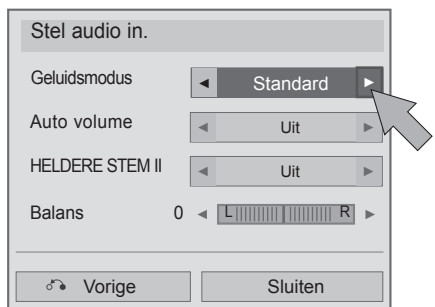 Stel audio in.
Geluidsmodus ◄ Standard ►
Auto volume ◄ Uit ►
HELDERE STEM II ◄ Uit ►
Balans 0 ◄ L R ►
Vorige Sluiten